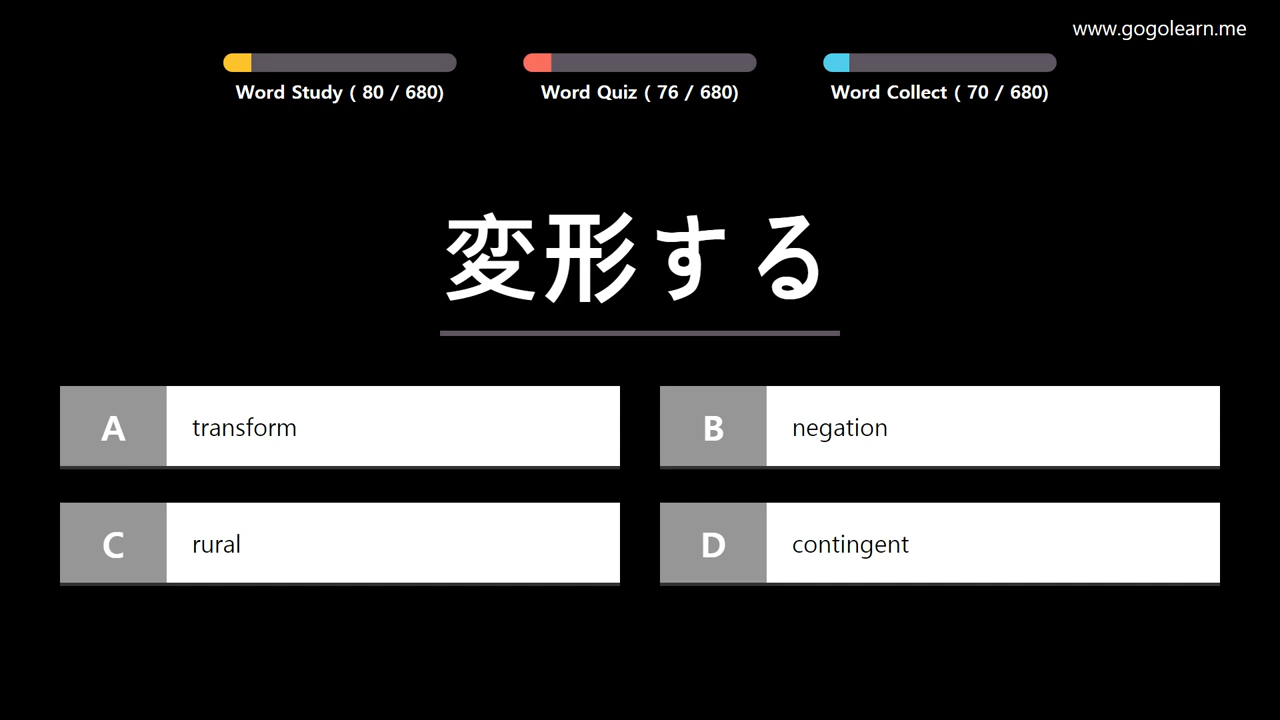 www.gogolearn.me
Word Study ( 80 / 680)
Word Quiz ( 76 / 680)
Word Collect ( 70 / 680)
変形する
A transform
B negation
C rural
D contingent